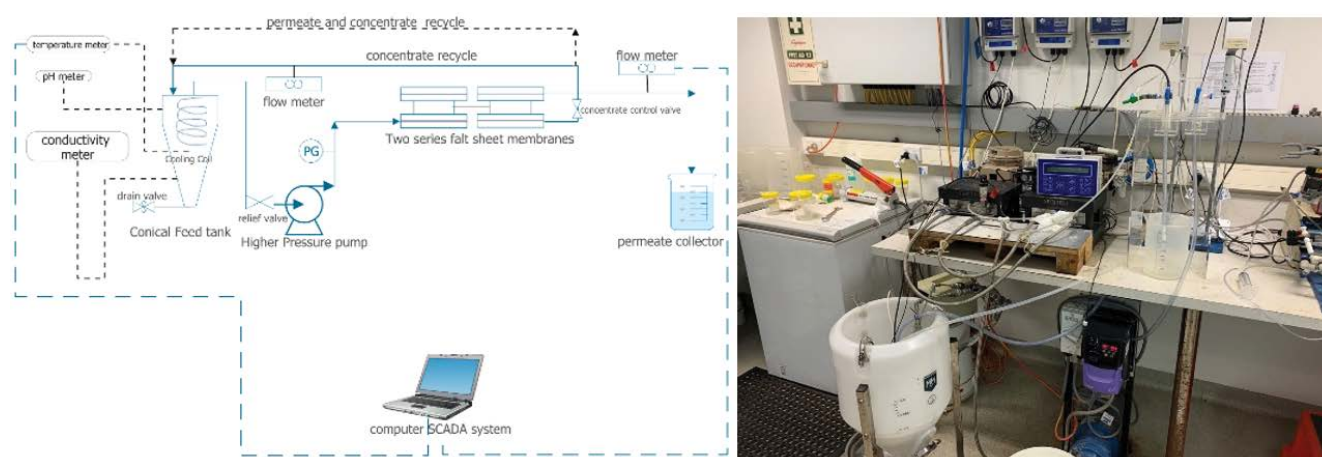 permeate and concentrate recycle
temperature meter
concentrate recycle
flow meter
pH meter
flow meter
concentrate control valve
Two series falt sheet membranes
conductivity
meter
Cooling Coil
PG
drain valve
relief valve
Conical Feed tank
Higher Pressure pump
permeate collector
computer SCADA system